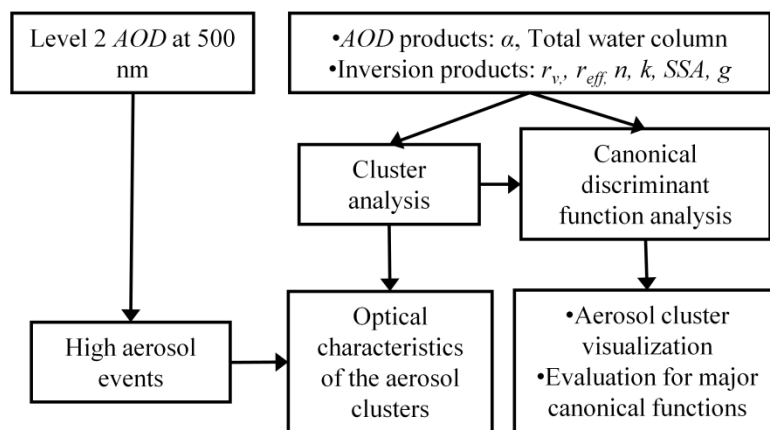 Level 2 AOD at 500
nm
•AOD products: α, Total water column
•Inversion products: rv, reff, n, k, SSA, g
Cluster
analysis
Canonical
discriminant
function analysis
High aerosol
events
Optical
characteristics
of the aerosol
clusters
•Aerosol cluster
visualization
•Evaluation for major
canonical functions